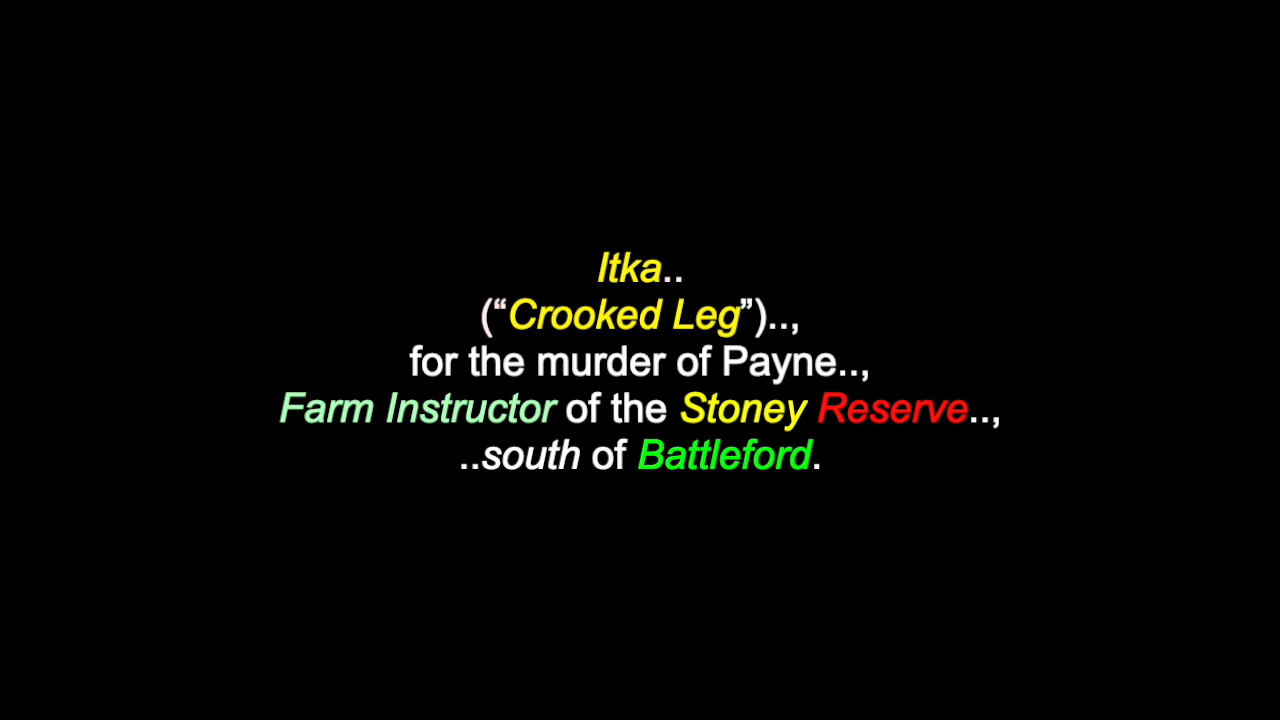 Itka..
(“Crooked Leg”)..,
for the murder of Payne..,
Farm Instructor of the Stoney Reserve..,
..south of Battleford.